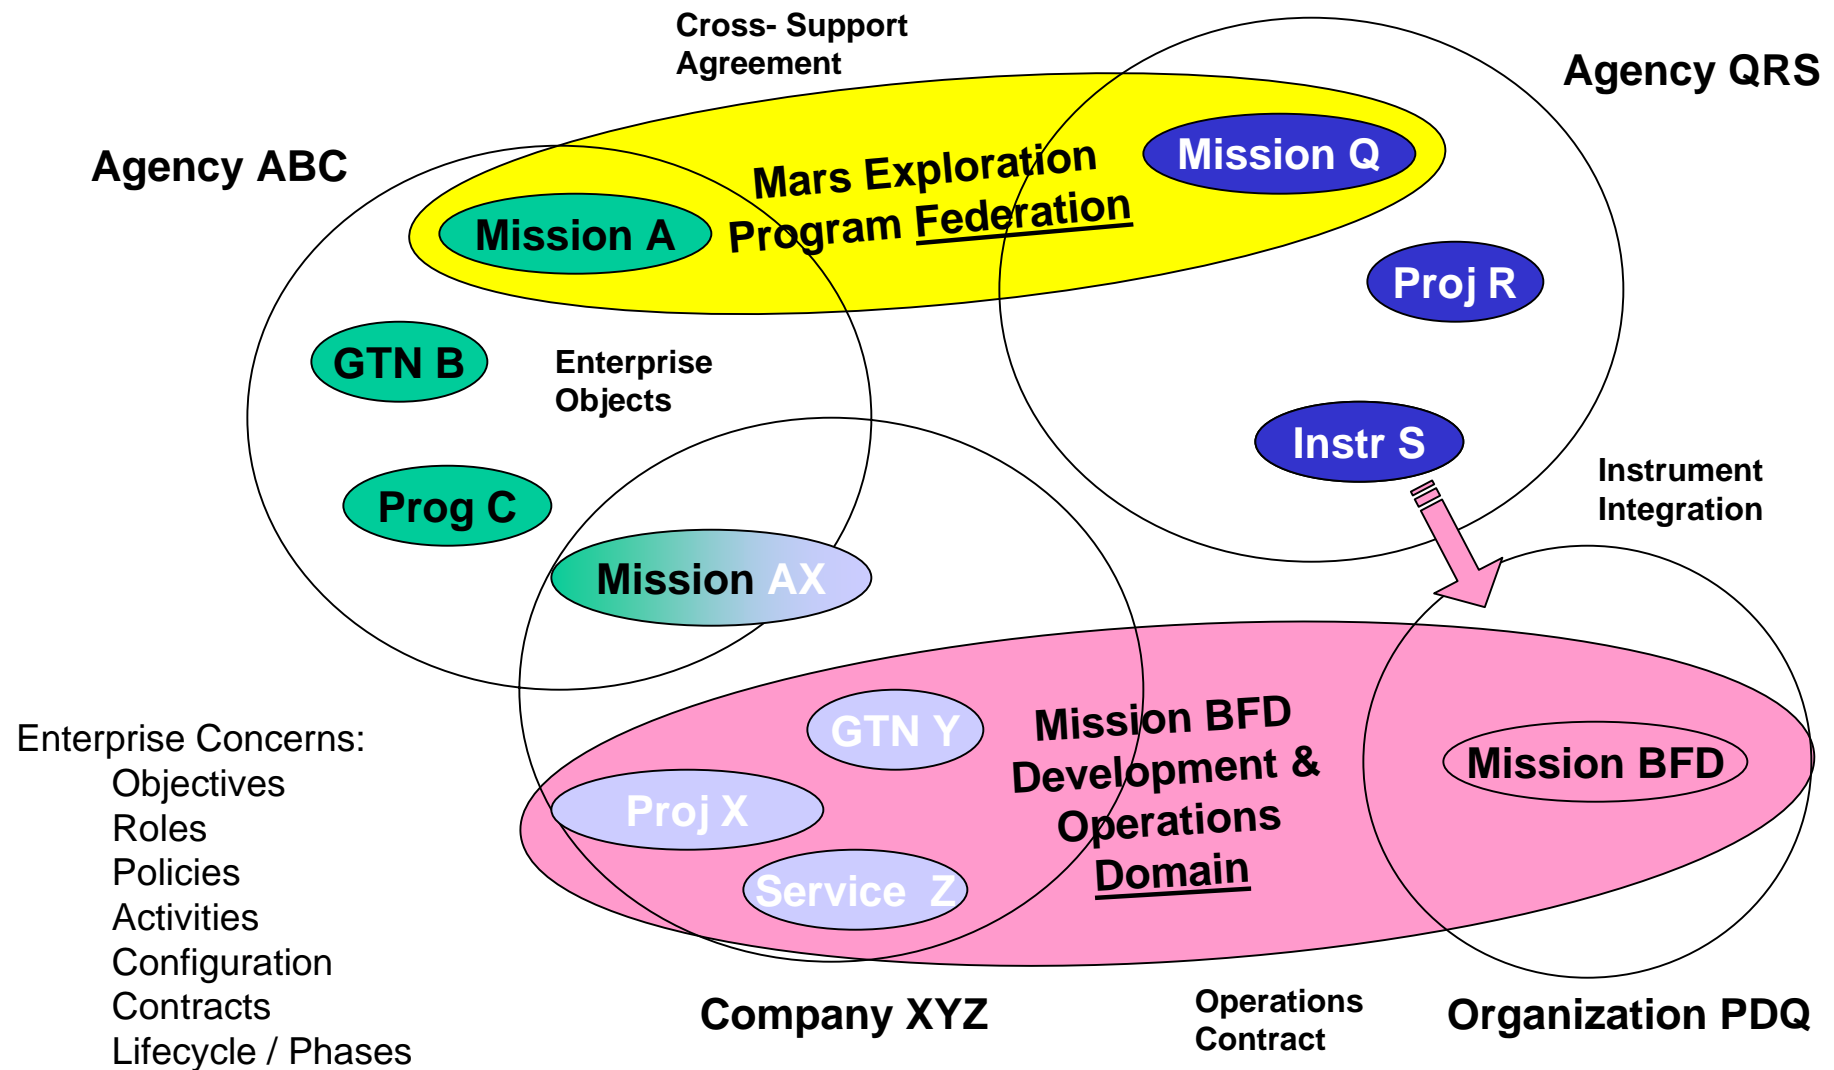 Cross- Support
Agreement
Agency QRS
Agency ABC
Mars Exploration
Program Federation
Mission Q
Mission A
Proj R
GTN B
Enterprise
Objects
Instr S
Instrument
Integration
Prog C
Mission AX
GTN Y
Mission BFD
Development &
Operations
Domain
Mission BFD
Proj X
Service Z
Enterprise Concerns:
Objectives
Roles
Policies
Activities
Configuration
Contracts
Lifecycle / Phases
Company XYZ
Operations
Contract
Organization PDQ